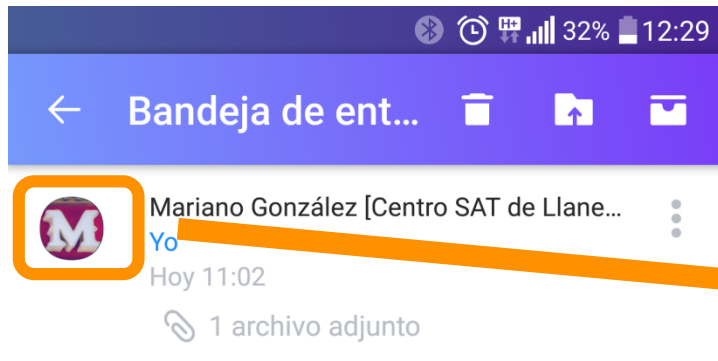 H+ 32% 12:29
Bandeja de ent...
Mariano González [Centro SAT de Llane...
M
Yo
Hoy 11:02
1 archivo adjunto